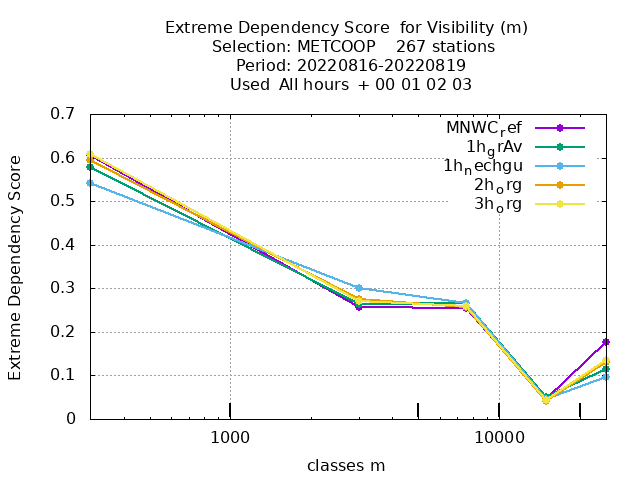 Extreme Dependency Score  for Visibility (m)
Selection: METCOOP    267 stations
Period: 20220816-20220819
Used  All hours  + 00 01 02 03
0.7
0.6
0.5
0.4
0.3
0.2
0.1
0
Extreme Dependency Score
MNWC_ref
1h_grAv
1h_nechgu
2h_org
3h_org
1000
10000
classes m